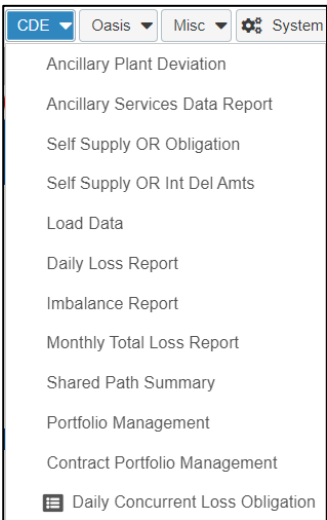 CDE Oasis Misc System
Ancillary Plant Deviation
Ancillary Services Data Report
Self Supply OR Obligation
Self Supply OR Int Del Amts
Load Data
Daily Loss Report
Imbalance Report
Monthly Total Loss Report
Shared Path Summary
Portfolio Management
Contract Portfolio Management
Daily Concurrent Loss Obligation